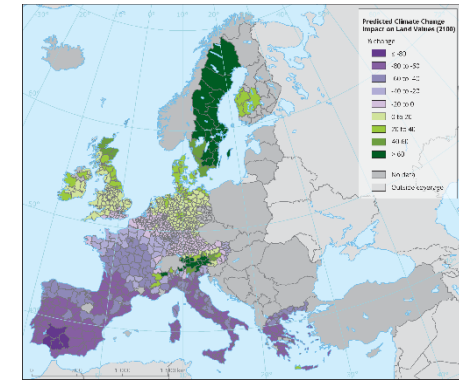 Predicted Climate Change
Impact on Land Values (2100)
% change
≤ -80
-80 to -60
-60 to -40
-40 to -20
-20 to 0
0 to 20
20 to 40
40-60
> 60
No data
Outside coverage